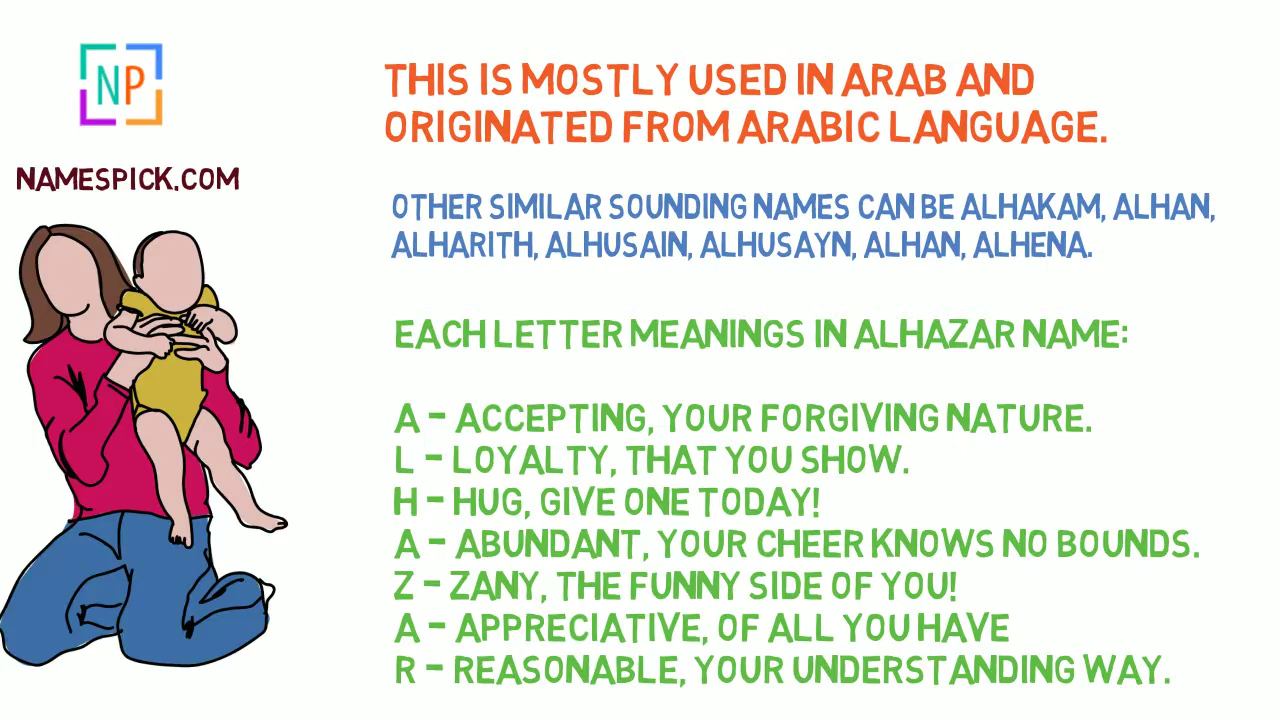 NP
NAMESPICK.COM
THIS IS MOSTLY USED IN ARAB AND
ORIGINATED FROM ARABIC LANGUAGE.
OTHER SIMILAR SOUNDING NAMES CAN BE ALHAKAM, ALHAN,
ALHARITH, ALHUSAIN, ALHUSAYN, ALHAN, ALHENA.
EACH LETTER MEANINGS IN ALHAZAR NAME:
A - ACCEPTING, YOUR FORGIVING NATURE.
L - LOYALTY, THAT YOU SHOW.
H - HUG, GIVE ONE TODAY!
A - ABUNDANT, YOUR CHEER KNOWS NO BOUNDS.
Z - ZANY, THE FUNNY SIDE OF YOU!
A - APPRECIATIVE, OF ALL YOU HAVE
R - REASONABLE, YOUR UNDERSTANDING WAY.